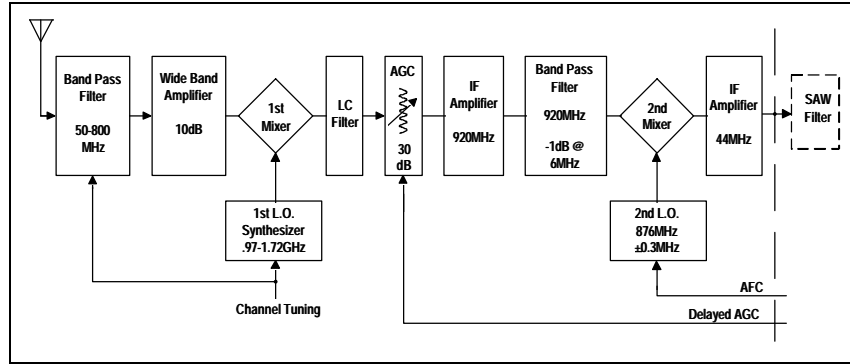 Band Pass
Filter
50-800
MHz
Wide Band
Amplifier
10dB
1st
Mixer
LC
Filter
AGC
30
dB
IF
Amplifier
920MHz
Band Pass
Filter
920MHz
-1dB @
6MHz
2nd
Mixer
IF
Amplifier
44MHz
SAW
Filter
1st L.O.
Synthesizer
.97-1.72GHz
2nd L.O.
876MHz
±0.3MHz
Channel Tuning
AFC
Delayed AGC